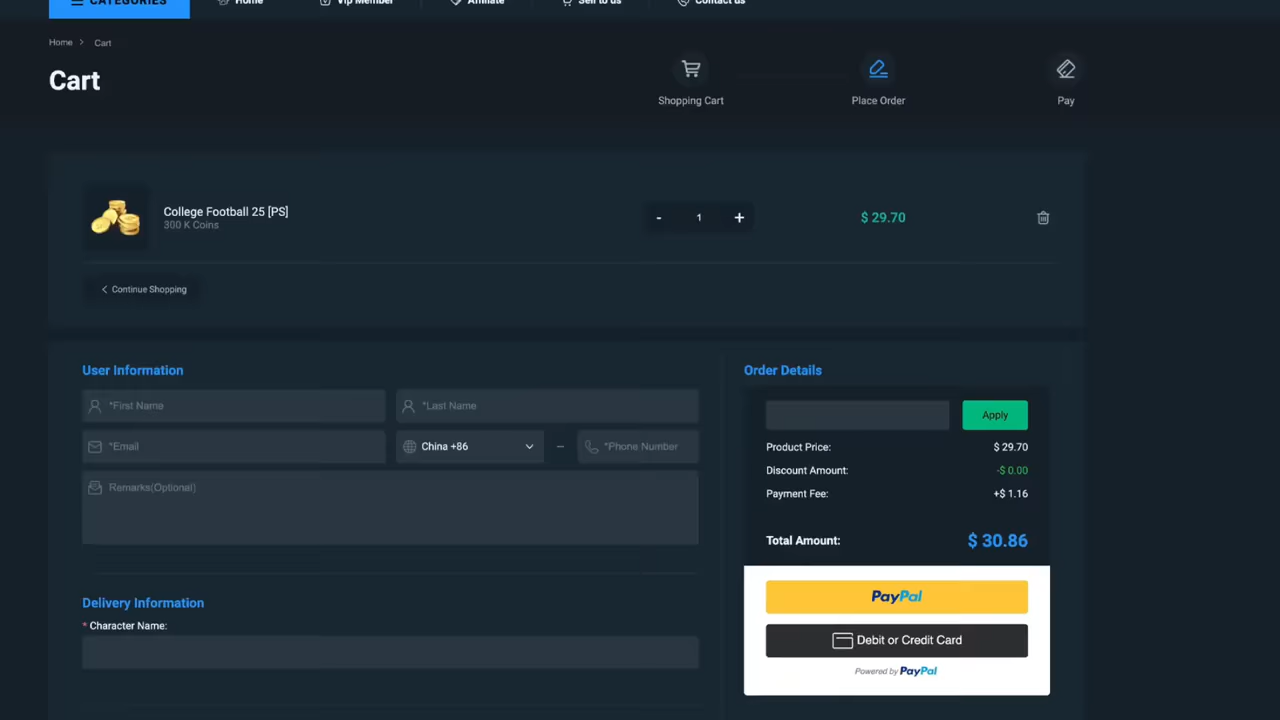 CATEGORIES
Home
Vip Member
Affiliate
Sell to us
Contact us
Home > Cart
Cart
Shopping Cart
Place Order
Pay
College Football 25 [PS]
300 K Coins
- 1 +
$ 29.70
< Continue Shopping
User Information
*First Name
*Last Name
*Email
China +86
*Phone Number
Remarks(Optional)
Delivery Information
* Character Name:
Order Details
Apply
Product Price: $ 29.70
Discount Amount: -$ 0.00
Payment Fee: +$ 1.16
Total Amount: $ 30.86
PayPal
Debit or Credit Card
Powered by PayPal